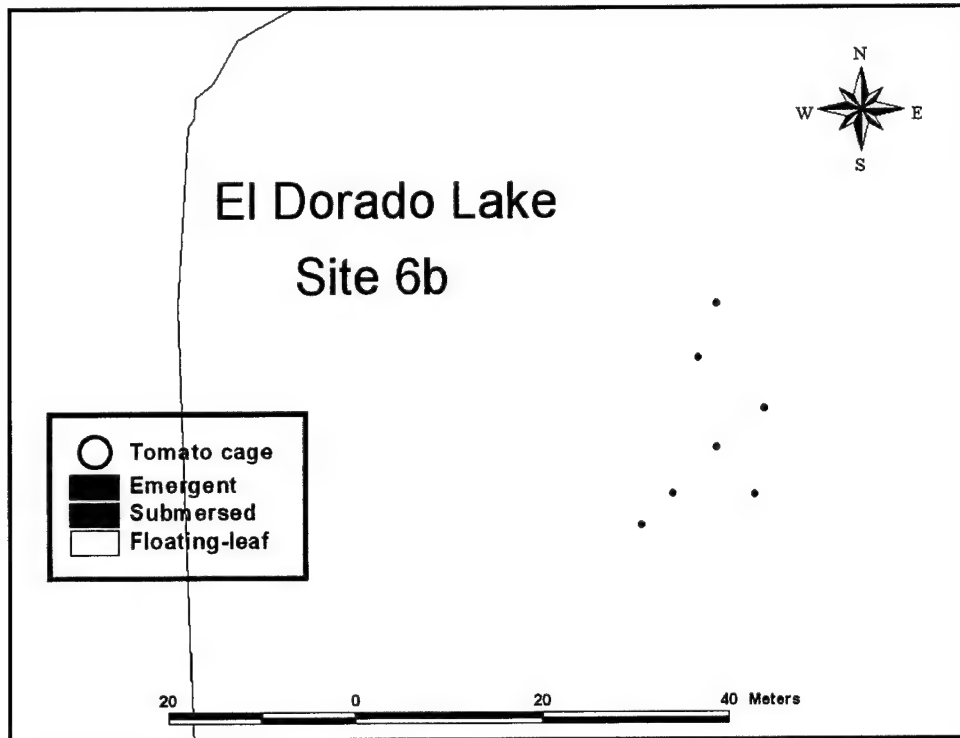 N
W E
S
El Dorado Lake
Site 6b
Tomato cage
Emergent
Submersed
Floating-leaf
20 0 20 40 Meters